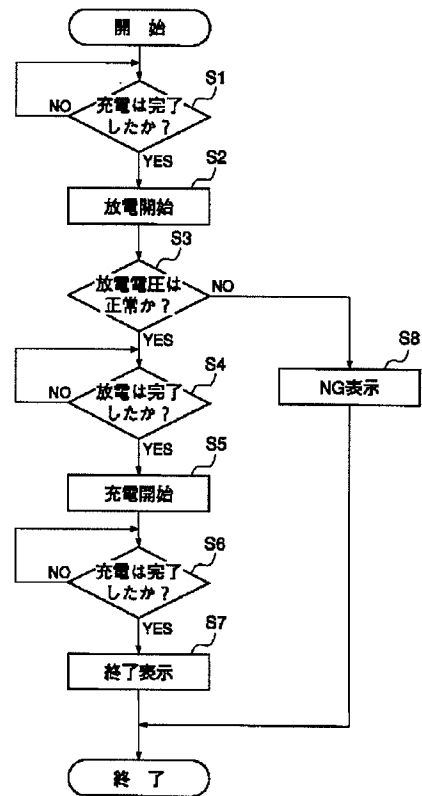 開 始
S1
充電は完了
したか?
NO
YES
S2
放電開始
S3
放電電圧は
正常か?
NO
YES
S4
放電は完了
したか?
NO
YES
S8
NG表示
S5
充電開始
S6
充電は完了
したか?
NO
YES
S7
終了表示
終 了